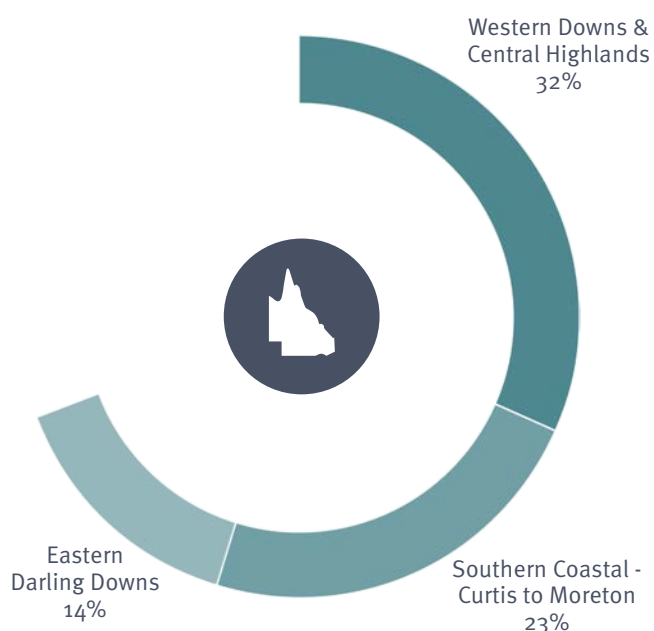 Western Downs &
Central Highlands
32%
Southern Coastal -
Curtis to Moreton
23%
Eastern
Darling Downs
14%